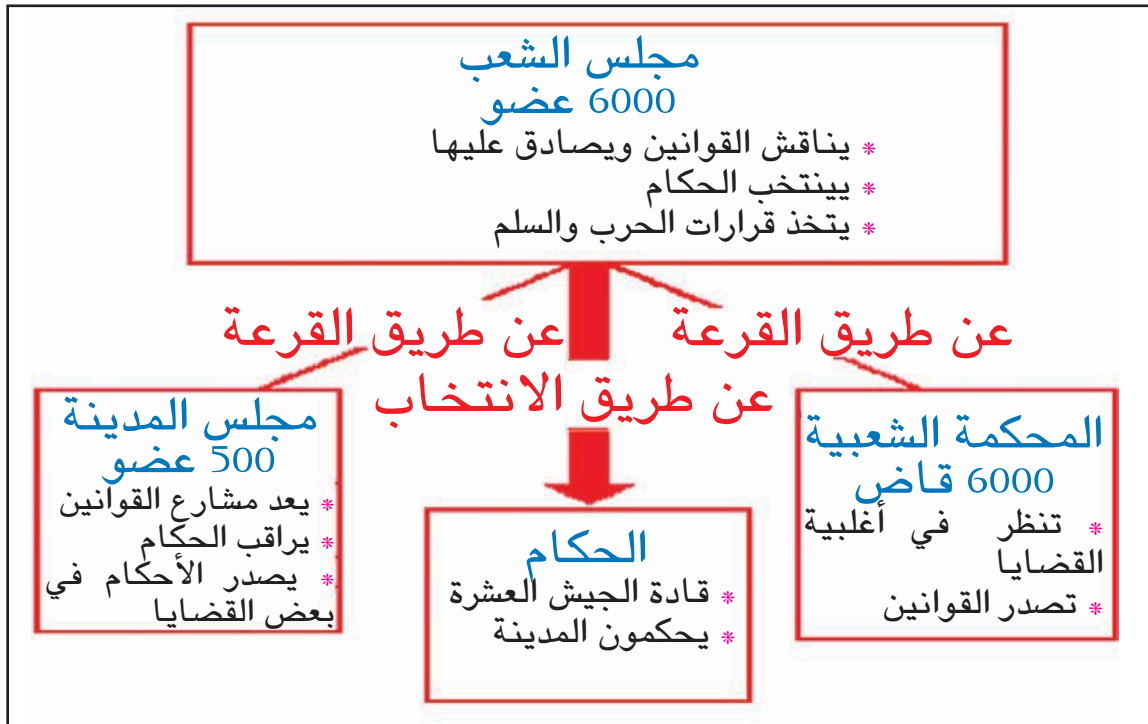 مجلس الشعب
6000 عضو
* يناقش القوانين ويصادق عليها
* يينتخب الحكام
* يتخذ قرارات الحرب والسلم
عن طريق القرعة
عن طريق القرعة
عن طريق الانتخاب
المحكمة الشعبية
6000 قاض
* تنظر في أغلبية
القضايا
* تصدر القوانين
الحكام
* قادة الجيش العشرة
* يحكمون المدينة
مجلس المدينة
500 عضو
* يعد مشارع القوانين
* يراقب الحكام
* يصدر الأحكام في
بعض القضايا